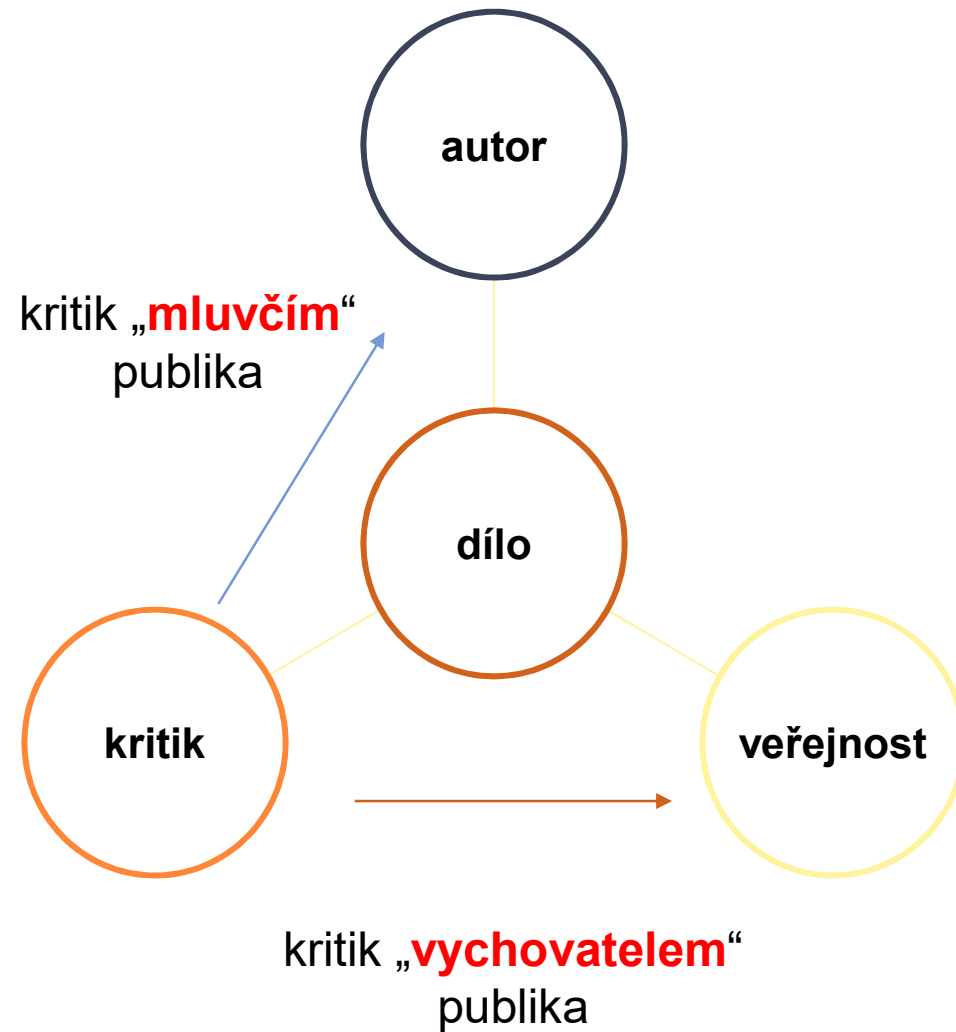 autor
kritik „mluvčím“
publika
dílo
kritik
veřejnost
kritik „vychovatelem“
publika